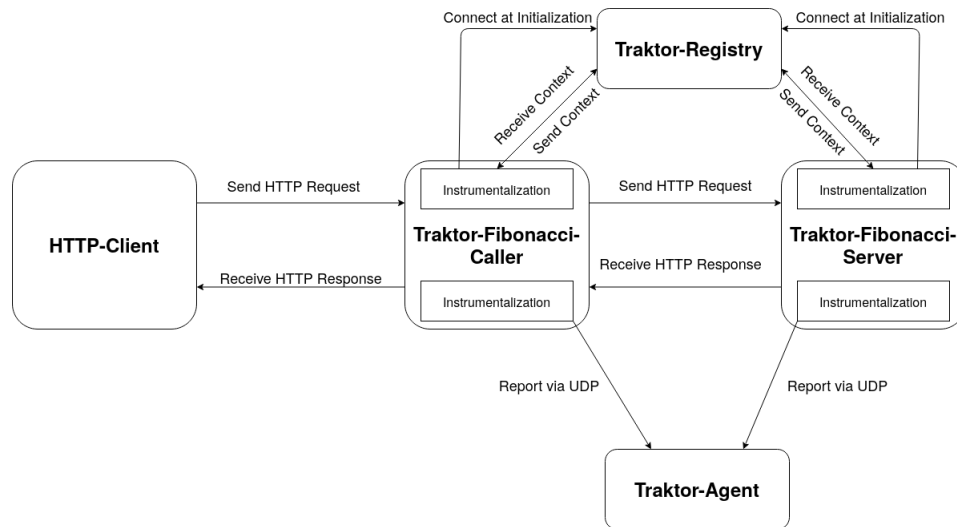 Connect at Initialization
Connect at Initialization
Traktor-Registry
Receive Context
Send Context
Receive Context
Send Context
Instrumentalization
Instrumentalization
Send HTTP Request
Send HTTP Request
HTTP-Client
Traktor-Fibonacci-
Caller
Traktor-Fibonacci-
Server
Receive HTTP Response
Receive HTTP Response
Instrumentalization
Instrumentalization
Report via UDP
Report via UDP
Traktor-Agent